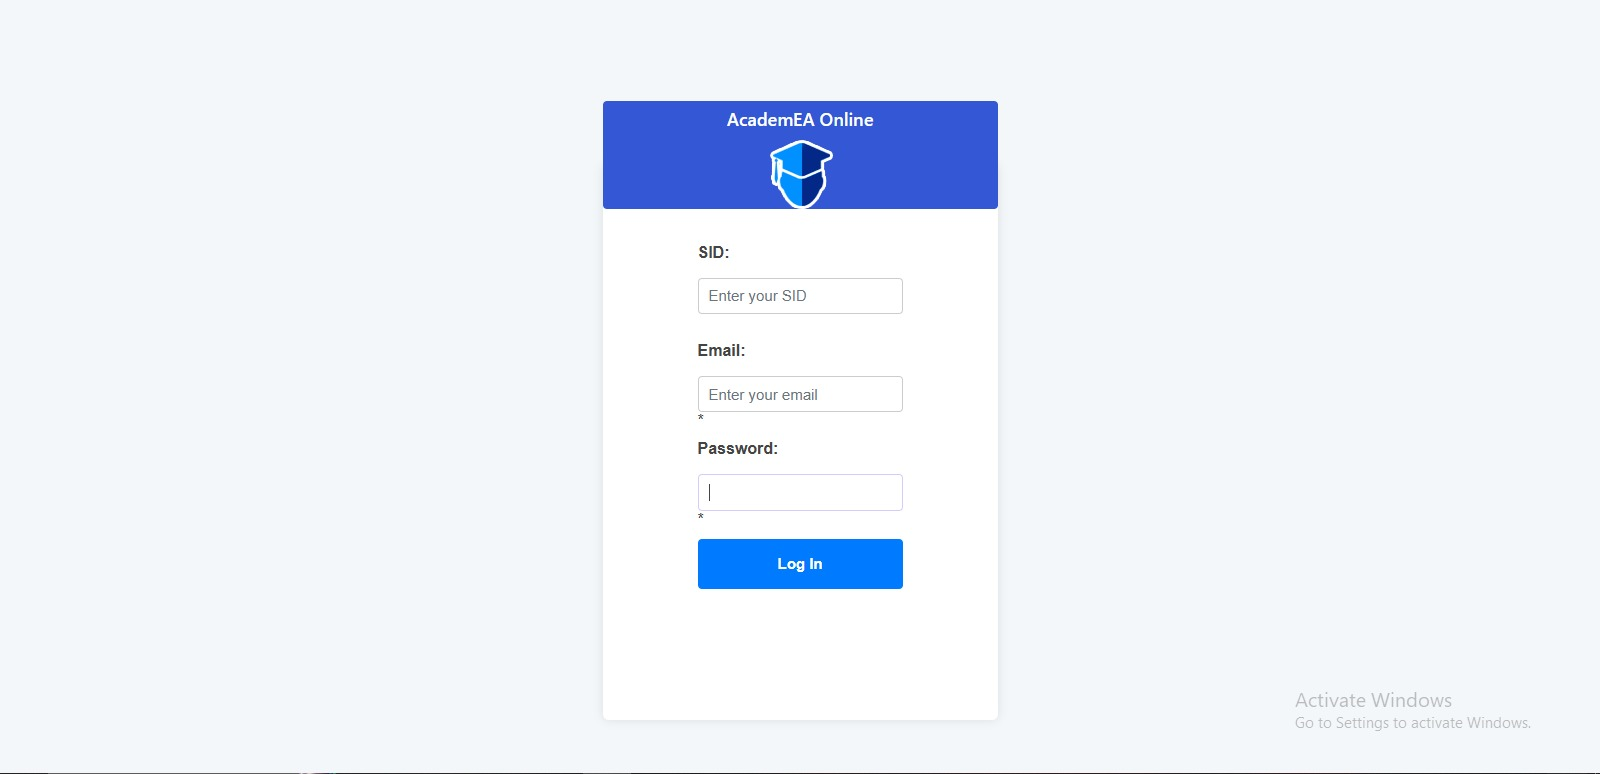 AcademEA Online
SID:
Enter your SID
Email:
Enter your email
*
Password:
*
Log In
Activate Windows
Go to Settings to activate Windows.